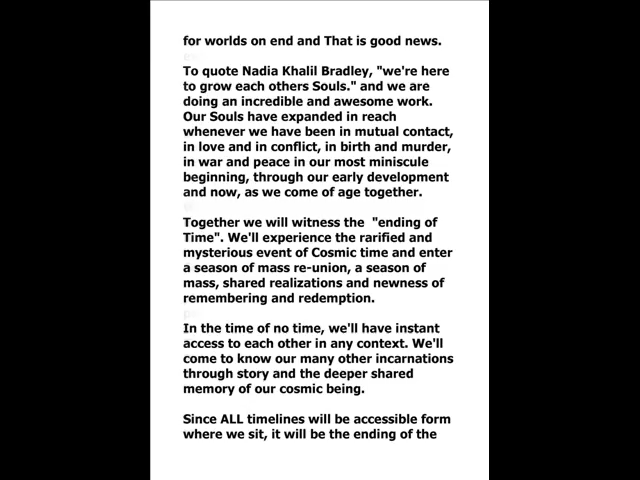 for worlds on end and That is good news.
To quote Nadia Khalil Bradley, "we're here
to grow each others Souls." and we are
doing an incredible and awesome work.
Our Souls have expanded in reach
whenever we have been in mutual contact,
in love and in conflict, in birth and murder,
in war and peace in our most miniscule
beginning, through our early development
and now, as we come of age together.
Together we will witness the  "ending of
Time". We'll experience the rarified and
mysterious event of Cosmic time and enter
a season of mass re-union, a season of
mass, shared realizations and newness of
remembering and redemption.
In the time of no time, we'll have instant
access to each other in any context. We'll
come to know our many other incarnations
through story and the deeper shared
memory of our cosmic being.
Since ALL timelines will be accessible form
where we sit, it will be the ending of the